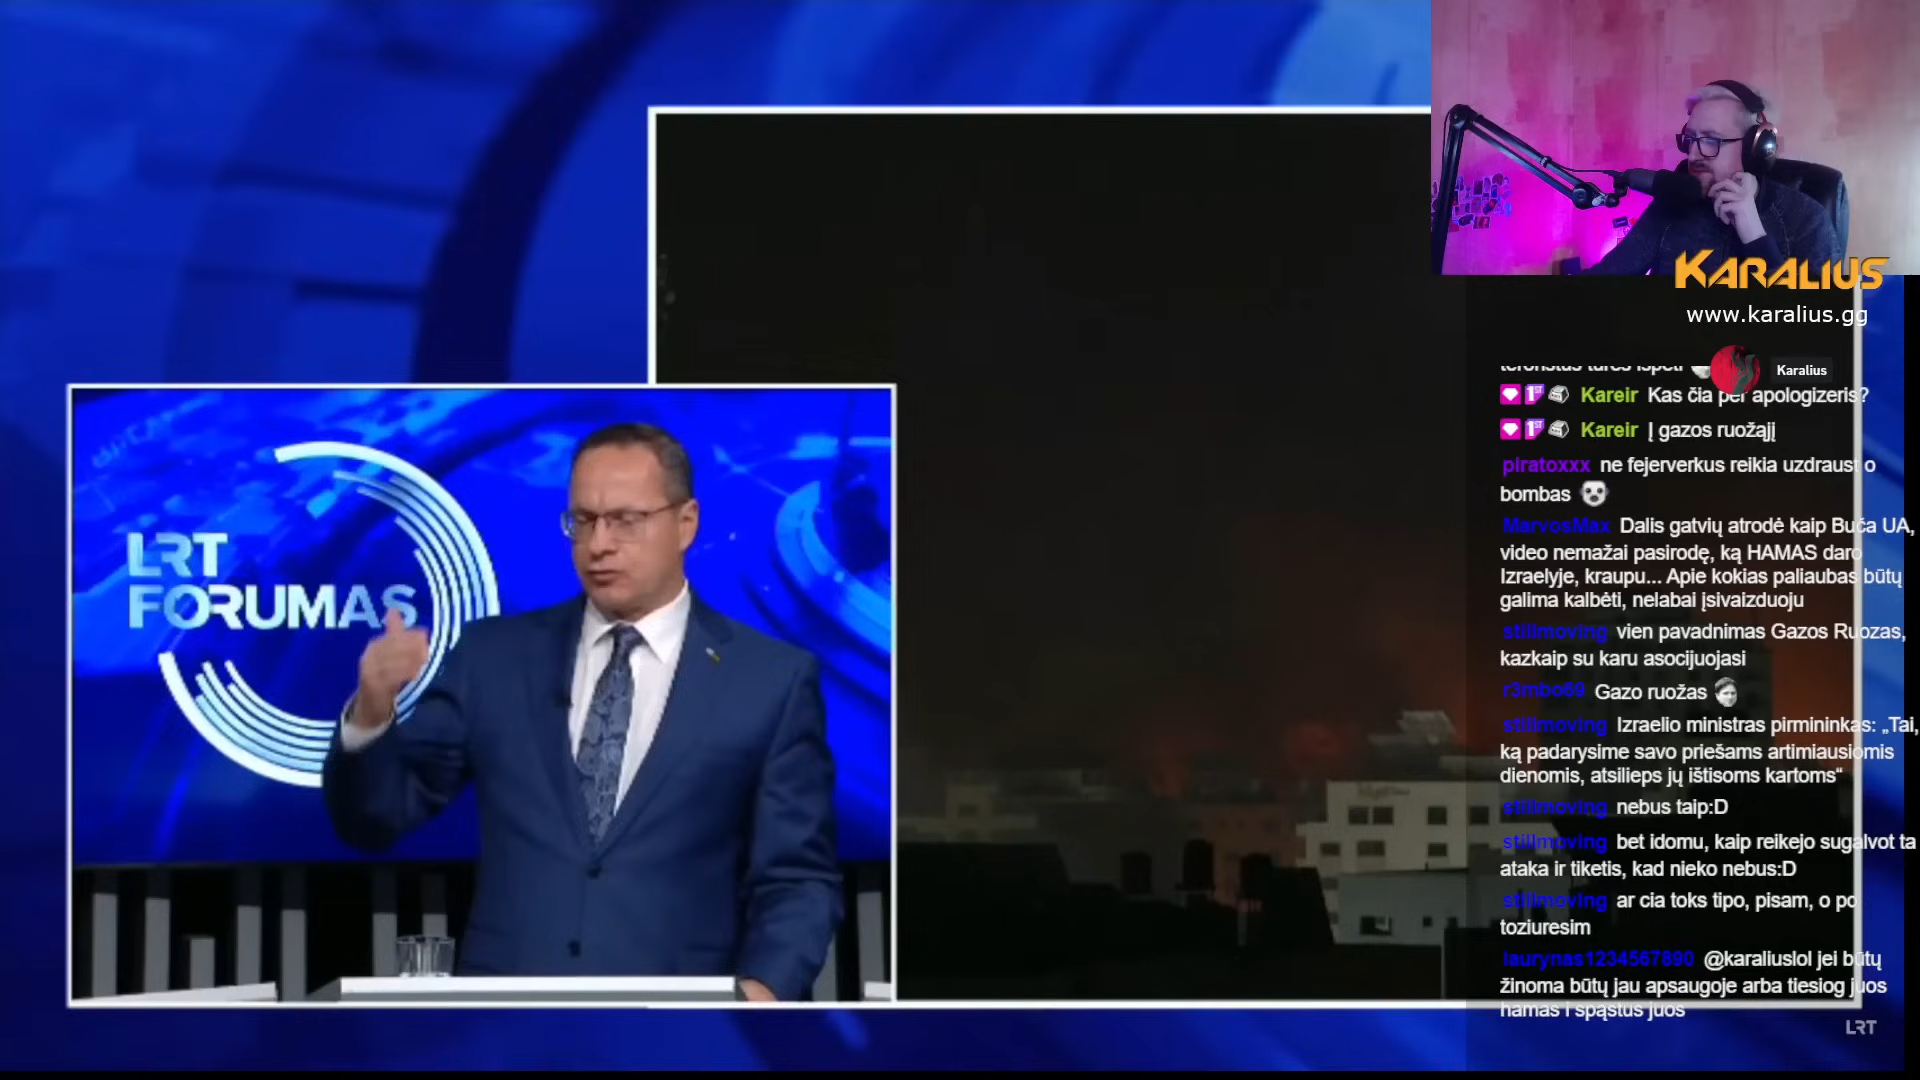 KARALIUS
www.karalius.gg
Karalius
Kareir Kas čia per apologizeris?
Kareir Į gazos ruožąjį
piratoxxx ne fejerverkus reikia uzdraust o
bombas
MarvosMax Dalis gatvių atrodė kaip Buča UA,
video nemažai pasirodę, ką HAMAS daro
Izraelyje, kraupu... Apie kokias paliaubas būtų
galima kalbėti, nelabai įsivaizduoju
stillmoving vien pavadnimas Gazos Ruozas,
kazkaip su karu asocijuojasi
r3mbo69 Gazo ruožas
stillmoving Izraelio ministras pirmininkas: „Tai,
ką padarysime savo priešams artimiausiomis
dienomis, atsilieps jų ištisoms kartoms“
stillmoving nebus taip:D
stillmoving bet idomu, kaip reikejo sugalvot ta
ataka ir tiketis, kad nieko nebus:D
stillmoving ar cia toks tipo, pisam, o po
toziuresim
laurynas1234567890 @karaliuslol jei būtų
žinoma būtų jau apsaugoje arba tiesiog juos
hamas i spąstus juos
LRT
FORUMAS
LRT